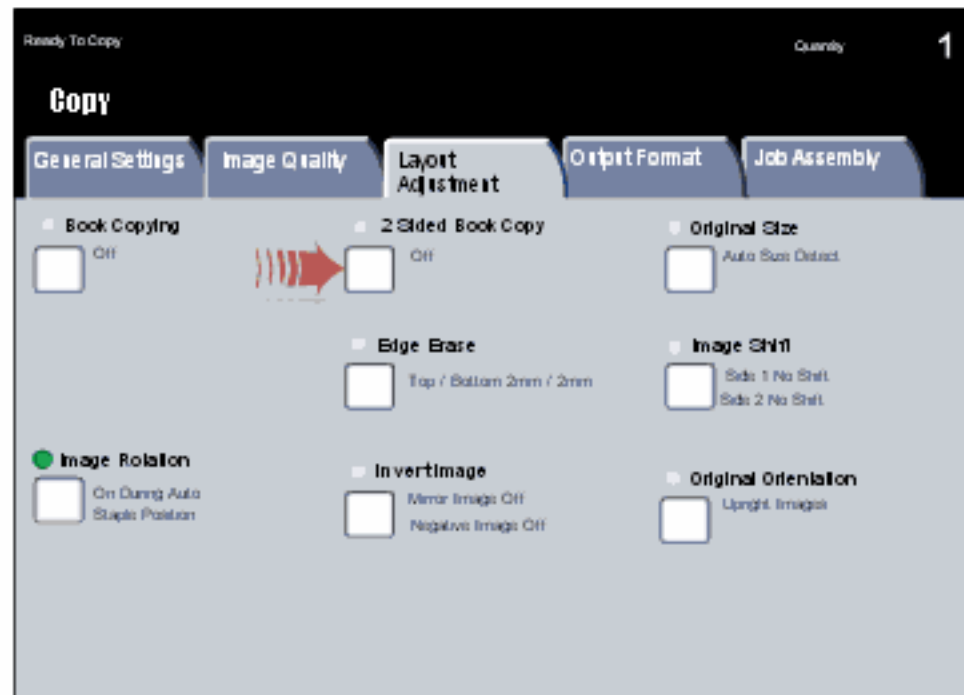 Ready To Copy
Quantity 1
Copy
General Settings
Image Quality
Layout
Adjustment
Output Format
Job Assembly
Book Copying
Off
2 Sided Book Copy
Off
Original Size
Auto Size Detect
Edge Erase
Top / Bottom 2mm / 2mm
Image Shift
Side 1 No Shift
Side 2 No Shift
Image Rotation
On During Auto
Staple Position
Invert Image
Mirror Image Off
Negative Image Off
Original Orientation
Upright Images